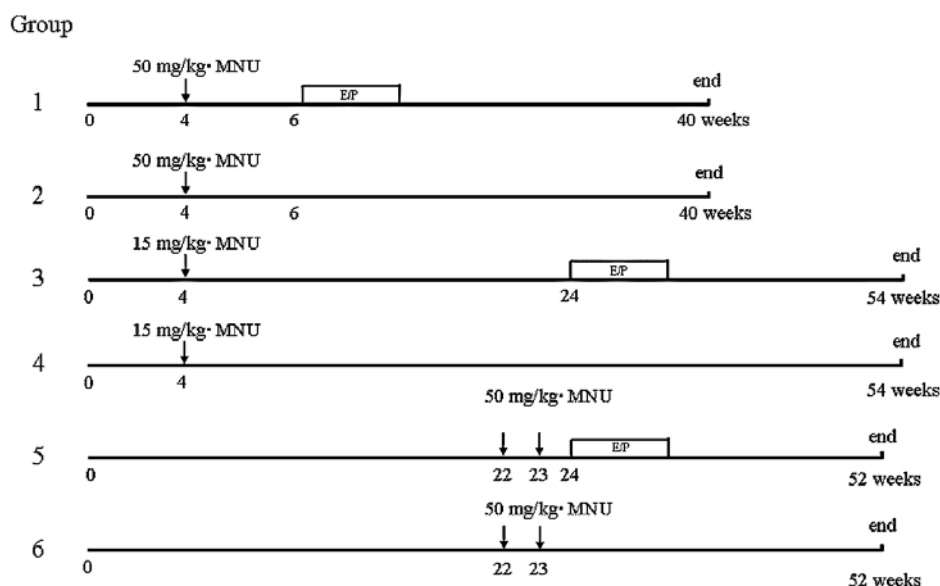 Group
50 mg/kg· MNU
end
1
E/P
0 4 6 40 weeks
50 mg/kg· MNU
end
2
0 4 6 40 weeks
15 mg/kg· MNU
end
3
E/P
0 4 24 54 weeks
15 mg/kg· MNU
end
4
0 4 54 weeks
50 mg/kg· MNU
end
5
E/P
0 22 23 24 52 weeks
50 mg/kg· MNU
end
6
0 22 23 52 weeks